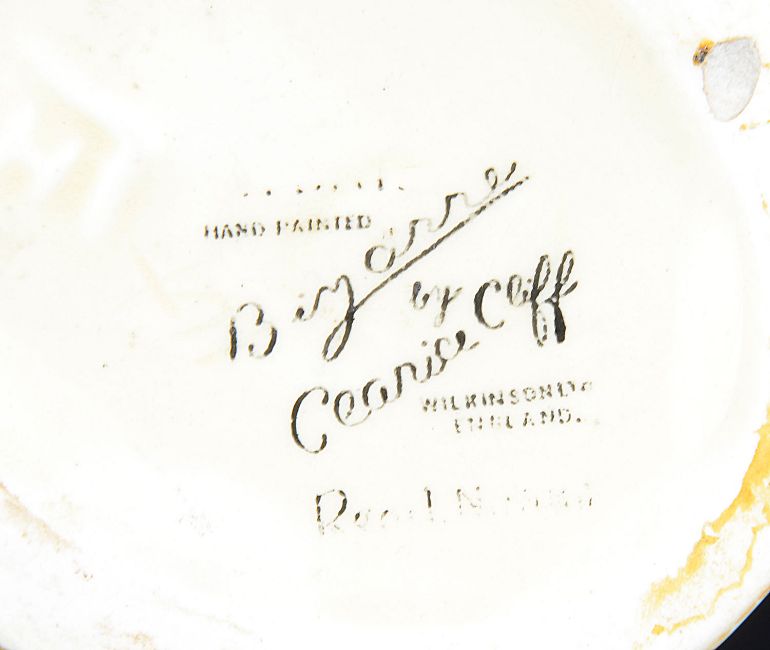 HAND PAINTED
Bizarre
by
Clarice Cliff
WILKINSON LTD
ENGLAND.